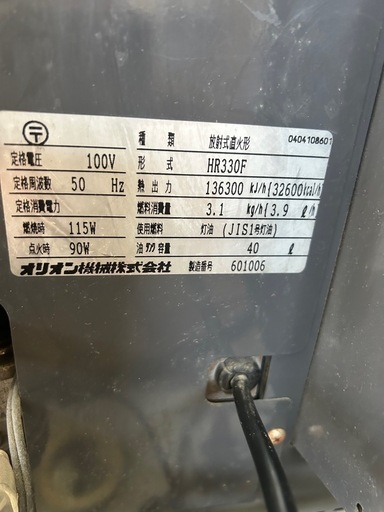 〒
種類 放射式直火形 0404108601
定格電圧 100V 形式 HR330F
定格周波数 50 Hz 熱出力 136300 kJ/h{32600kcal/h
定格消費電力 燃料消費量 3.1 kg/h{3.9 ℓ/h}
燃焼時 115W 使用燃料 灯油 (JIS1号灯油)
点火時 90W 油タンク容量 40 ℓ
オリオン機械株式会社 製造番号 601006